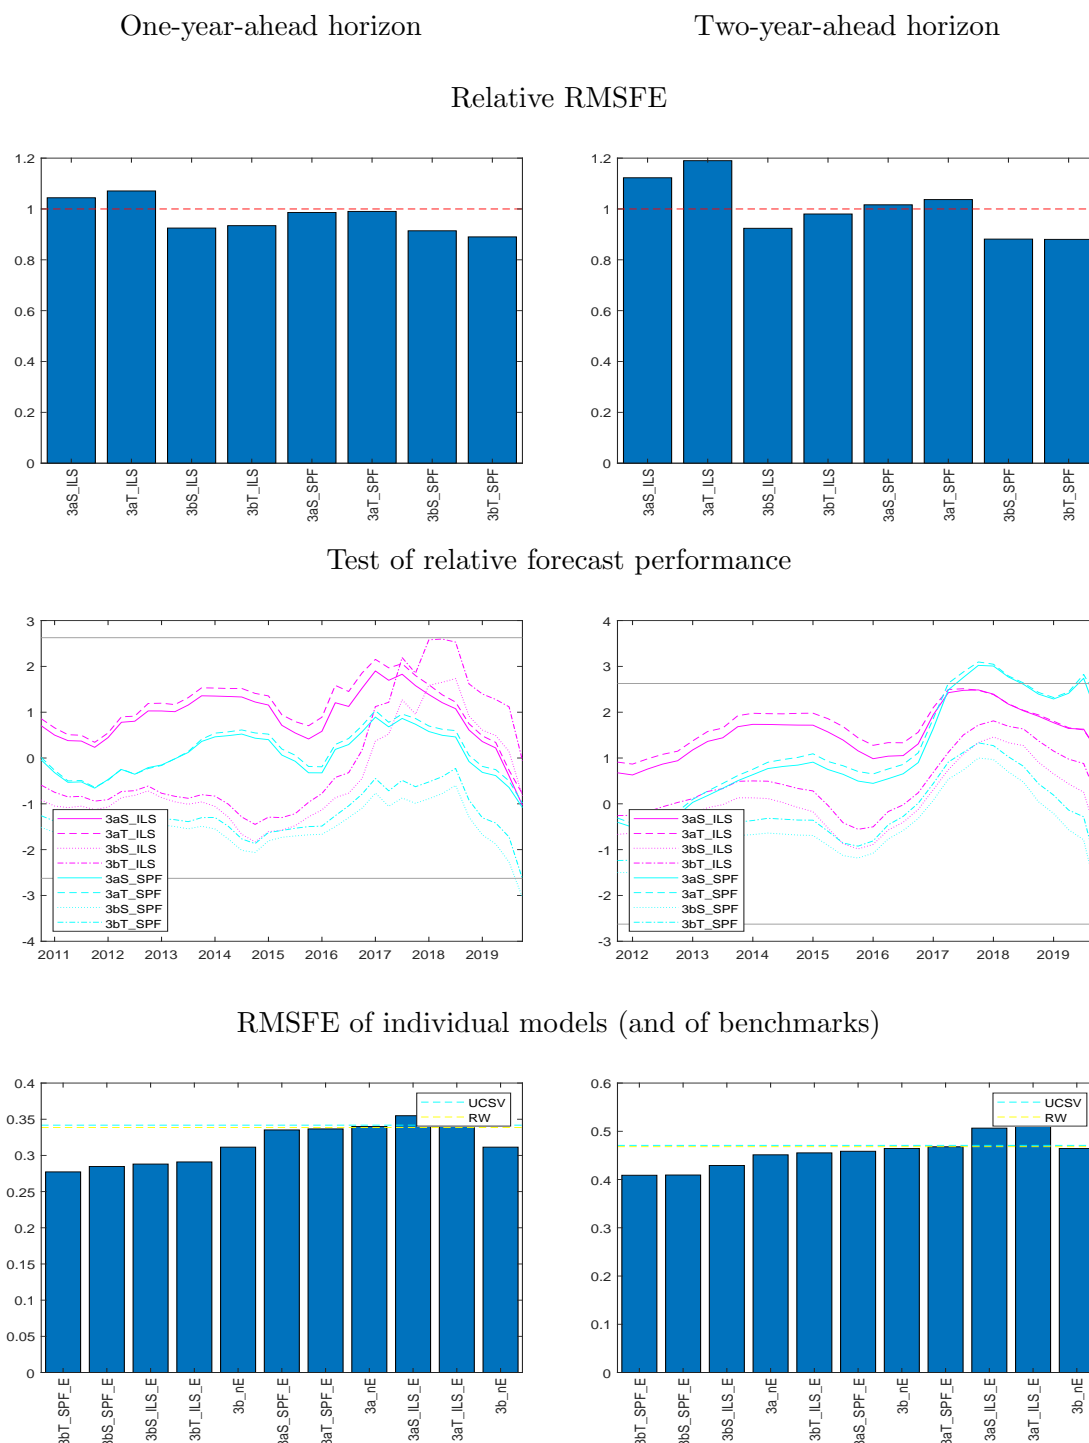 One-year-ahead horizon
Two-year-ahead horizon
Relative RMSFE
1.2
1
0.8
0.6
0.4
0.2
0
3aS_ILS
3aT_ILS
3bS_ILS
3bT_ILS
3aS_SPF
3aT_SPF
3bS_SPF
3bT_SPF
1.2
1
0.8
0.6
0.4
0.2
0
3aS_ILS
3aT_ILS
3bS_ILS
3bT_ILS
3aS_SPF
3aT_SPF
3bS_SPF
3bT_SPF
Test of relative forecast performance
3
2
1
0
-1
-2
-3
-4
3aS_ILS
3aT_ILS
3bS_ILS
3bT_ILS
3aS_SPF
3aT_SPF
3bS_SPF
3bT_SPF
2011 2012 2013 2014 2015 2016 2017 2018 2019
4
3
2
1
0
-1
-2
-3
3aS_ILS
3aT_ILS
3bS_ILS
3bT_ILS
3aS_SPF
3aT_SPF
3bS_SPF
3bT_SPF
2012 2013 2014 2015 2016 2017 2018 2019
RMSFE of individual models (and of benchmarks)
0.4
0.35
0.3
0.25
0.2
0.15
0.1
0.05
0
UCSV
RW
3bT_SPF_E
3bS_SPF_E
3bS_ILS_E
3bT_ILS_E
3b_nE
3aS_SPF_E
3aT_SPF_E
3a_nE
3aS_ILS_E
3aT_ILS_E
3b_nE
0.6
0.5
0.4
0.3
0.2
0.1
0
UCSV
RW
3bT_SPF_E
3bS_SPF_E
3bS_ILS_E
3a_nE
3bT_ILS_E
3aS_SPF_E
3b_nE
3aT_SPF_E
3aS_ILS_E
3aT_ILS_E
3b_nE